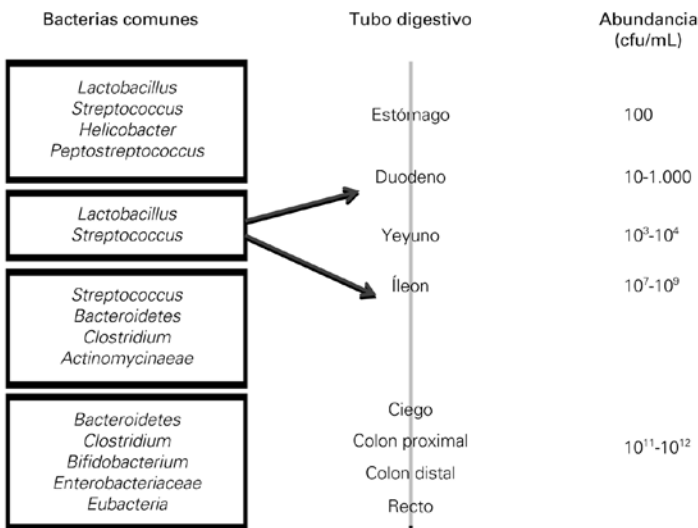 Bacterias comunes
Tubo digestivo
Abundancia
(cfu/mL)
Lactobacillus
Streptococcus
Helicobacter
Peptostreptococcus
Estómago
100
Duodeno
10-1.000
Lactobacillus
Streptococcus
Yeyuno
10³-10⁴
Íleon
10⁷-10⁹
Streptococcus
Bacteroidetes
Clostridium
Actinomycinaeae
Bacteroidetes
Clostridium
Bifidobacterium
Enterobacteriaceae
Eubacteria
Ciego
Colon proximal
Colon distal
Recto
10¹¹-10¹²